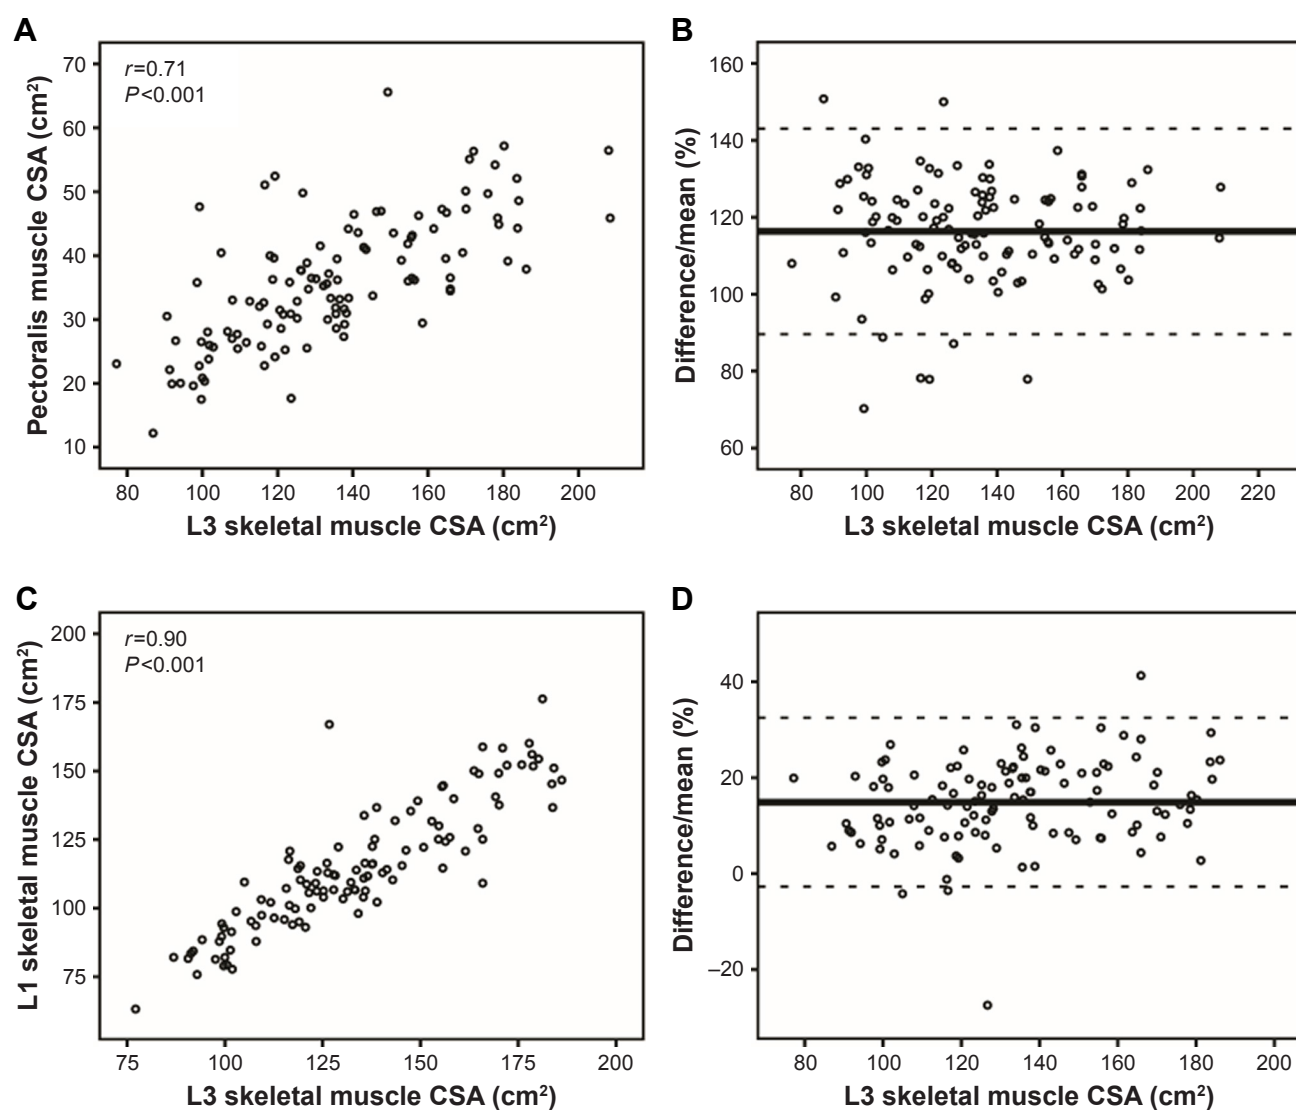 A
r=0.71
P<0.001
Pectoralis muscle CSA (cm²)
70
60
50
40
30
20
10
80 100 120 140 160 180 200
L3 skeletal muscle CSA (cm²)
B
Difference/mean (%)
160
140
120
100
80
60
80 100 120 140 160 180 200 220
L3 skeletal muscle CSA (cm²)
C
r=0.90
P<0.001
L1 skeletal muscle CSA (cm²)
200
175
150
125
100
75
75 100 125 150 175 200
L3 skeletal muscle CSA (cm²)
D
Difference/mean (%)
40
20
0
–20
80 100 120 140 160 180 200
L3 skeletal muscle CSA (cm²)